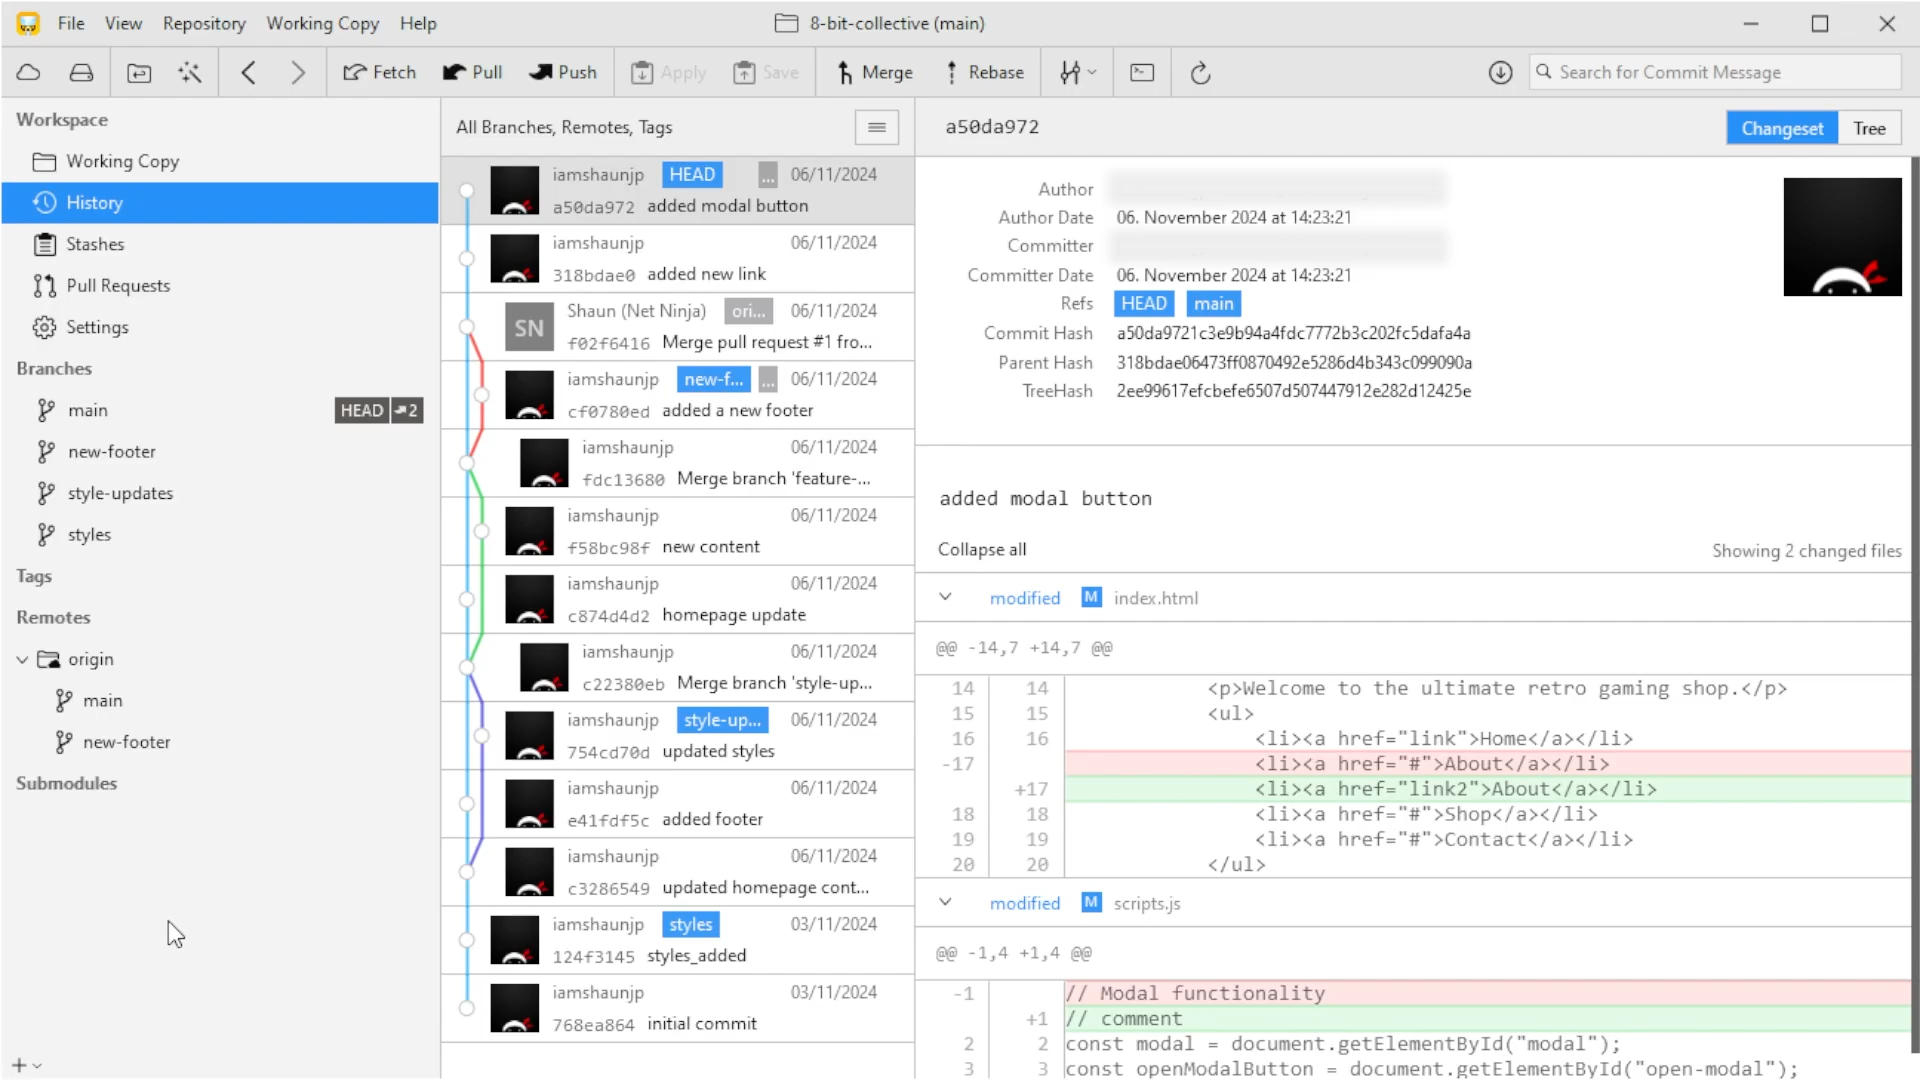 File View Repository Working Copy Help
8-bit-collective (main)
Fetch Pull Push Apply Save Merge Rebase
Search for Commit Message
Workspace
Working Copy
History
Stashes
Pull Requests
Settings
Branches
main HEAD 2
new-footer
style-updates
styles
Tags
Remotes
origin
main
new-footer
Submodules
All Branches, Remotes, Tags
iamshaunjp HEAD ... 06/11/2024
a50da972 added modal button
iamshaunjp 06/11/2024
318bdae0 added new link
SN
Shaun (Net Ninja) ori... 06/11/2024
f02f6416 Merge pull request #1 fro...
iamshaunjp new-f... ... 06/11/2024
cf0780ed added a new footer
iamshaunjp 06/11/2024
fdc13680 Merge branch 'feature-...
iamshaunjp 06/11/2024
f58bc98f new content
iamshaunjp 06/11/2024
c874d4d2 homepage update
iamshaunjp 06/11/2024
c22380eb Merge branch 'style-up...
iamshaunjp style-up... 06/11/2024
754cd70d updated styles
iamshaunjp 06/11/2024
e41fdf5c added footer
iamshaunjp 06/11/2024
c3286549 updated homepage cont...
iamshaunjp styles 03/11/2024
124f3145 styles_added
iamshaunjp 03/11/2024
768ea864 initial commit
a50da972
Changeset Tree
Author
Author Date 06. November 2024 at 14:23:21
Committer
Committer Date 06. November 2024 at 14:23:21
Refs HEAD main
Commit Hash a50da9721c3e9b94a4fdc7772b3c202fc5dafa4a
Parent Hash 318bdae06473ff0870492e5286d4b343c099090a
TreeHash 2ee99617efcbefe6507d507447912e282d12425e
added modal button
Collapse all
Showing 2 changed files
modified M index.html
@@ -14,7 +14,7 @@
14 14 <p>Welcome to the ultimate retro gaming shop.</p>
15 15 <ul>
16 16 <li><a href="link">Home</a></li>
-17 <li><a href="#">About</a></li>
+17 <li><a href="link2">About</a></li>
18 18 <li><a href="#">Shop</a></li>
19 19 <li><a href="#">Contact</a></li>
20 20 </ul>
modified M scripts.js
@@ -1,4 +1,4 @@
-1 // Modal functionality
+1 // comment
2 2 const modal = document.getElementById("modal");
3 3 const openModalButton = document.getElementById("open-modal");